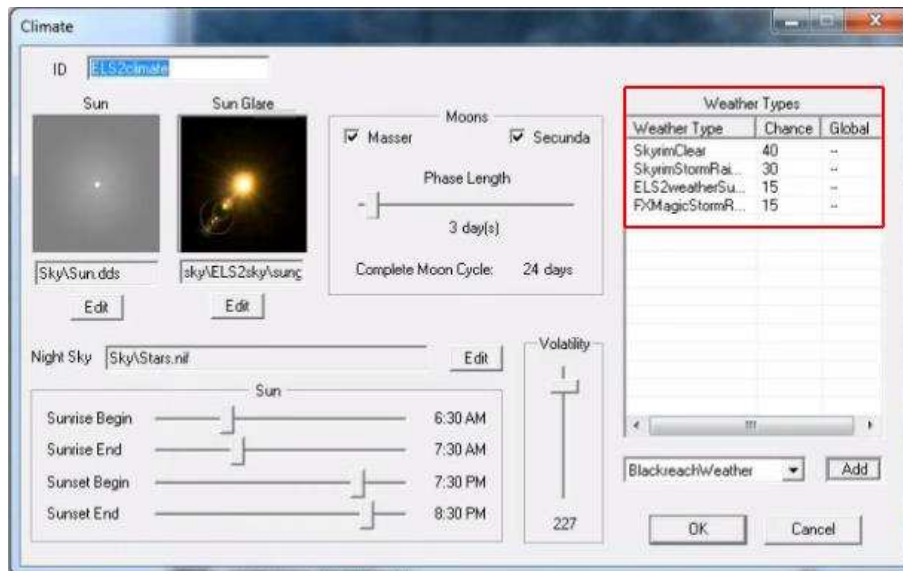 Climate
ID ELS2climate
Sun
Sun Glare
Sky\Sun.dds
sky\ELS2sky\sung
Edit
Edit
Moons
Masser
Secunda
Phase Length
3 day(s)
Complete Moon Cycle: 24 days
Night Sky Sky\Stars.nif Edit
Sun
Sunrise Begin 6:30 AM
Sunrise End 7:30 AM
Sunset Begin 7:30 PM
Sunset End 8:30 PM
Volatility
227
Weather Types
Weather Type Chance Global
SkyrimClear 40 --
SkyrimStormRai... 30 --
ELS2weatherSu... 15 --
FXMagicStormR... 15 --
BlackreachWeather Add
OK Cancel